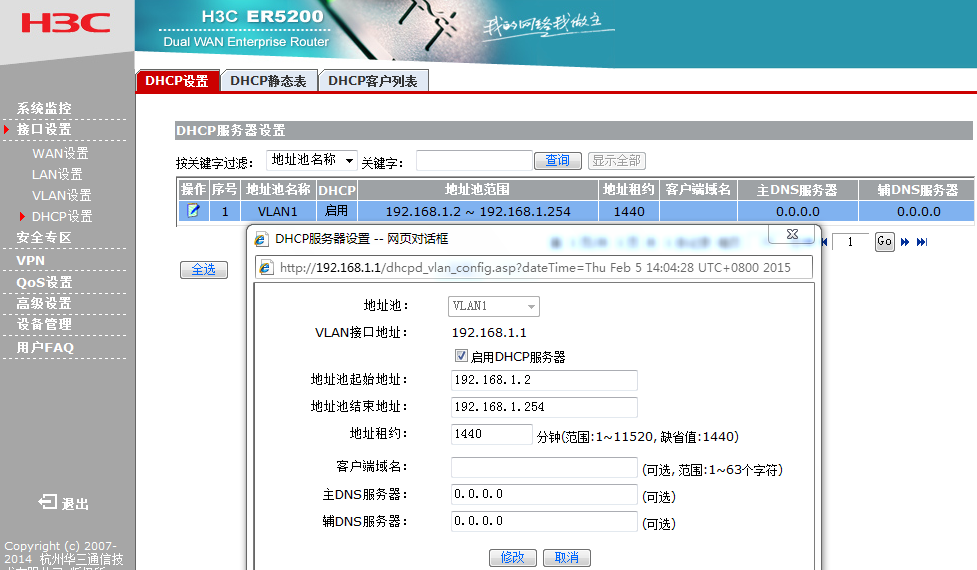 H3C
H3C ER5200
Dual WAN Enterprise Router
我的网络我做主
DHCP设置 DHCP静态表 DHCP客户列表
系统监控
接口设置
WAN设置
LAN设置
VLAN设置
DHCP设置
安全专区
VPN
QoS设置
高级设置
设备管理
用户FAQ
退出
Copyright (c) 2007-
2014 杭州华三通信技
DHCP服务器设置
按关键字过滤: 地址池名称 关键字: 查询 显示全部
操作 序号 地址池名称 DHCP 地址池范围 地址租约 客户端域名 主DNS服务器 辅DNS服务器
1 VLAN1 启用 192.168.1.2 ~ 192.168.1.254 1440 0.0.0.0 0.0.0.0
1 Go
全选
DHCP服务器设置 -- 网页对话框
http://192.168.1.1/dhcpd_vlan_config.asp?dateTime=Thu Feb 5 14:04:28 UTC+0800 2015
地址池: VLAN1
VLAN接口地址: 192.168.1.1
启用DHCP服务器
地址池起始地址: 192.168.1.2
地址池结束地址: 192.168.1.254
地址租约: 1440 分钟(范围:1~11520, 缺省值:1440)
客户端域名: (可选, 范围:1~63个字符)
主DNS服务器: 0.0.0.0 (可选)
辅DNS服务器: 0.0.0.0 (可选)
修改 取消